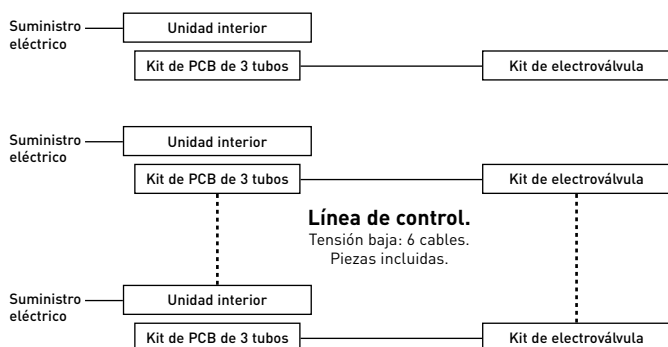 Suministro
eléctrico
Unidad interior
Kit de PCB de 3 tubos
Kit de electroválvula
Suministro
eléctrico
Unidad interior
Kit de PCB de 3 tubos
Kit de electroválvula
Línea de control.
Tensión baja: 6 cables.
Piezas incluidas.
Suministro
eléctrico
Unidad interior
Kit de PCB de 3 tubos
Kit de electroválvula